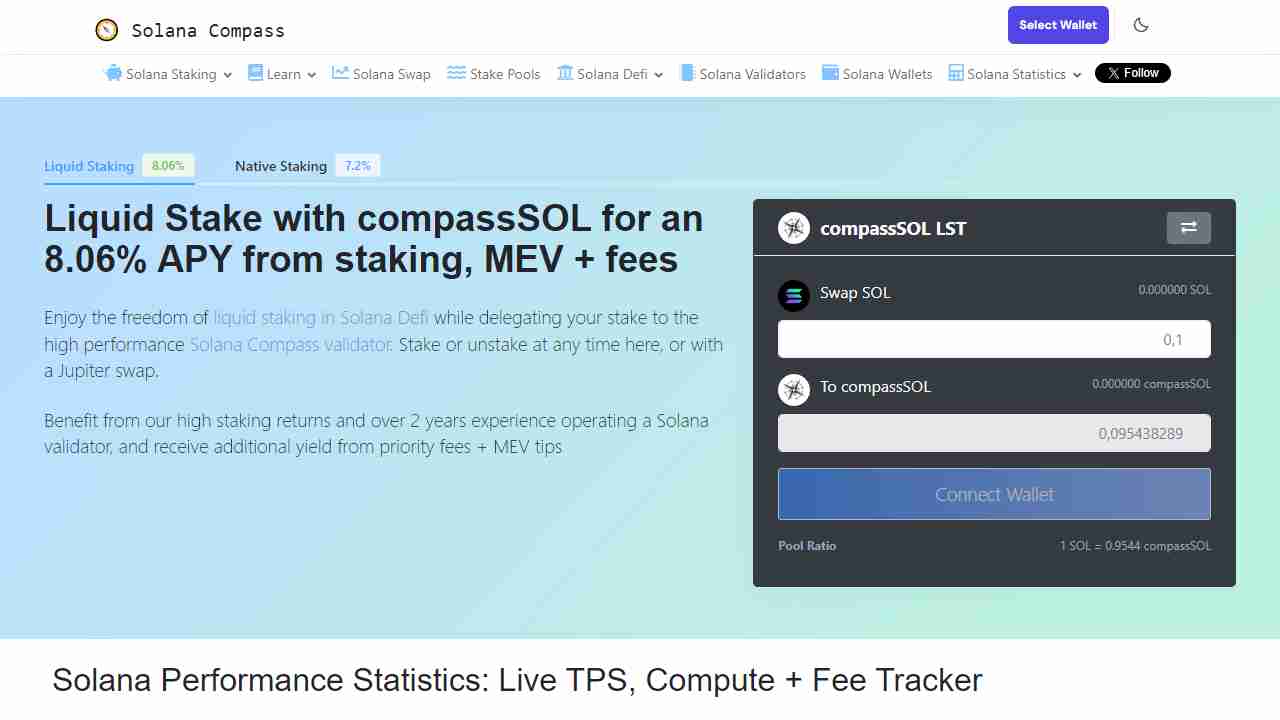 Solana Compass
Select Wallet
Solana Staking
Learn
Solana Swap
Stake Pools
Solana Defi
Solana Validators
Solana Wallets
Solana Statistics
Follow
Liquid Staking 8.06%
Native Staking 7.2%
Liquid Stake with compassSOL for an
8.06% APY from staking, MEV + fees
Enjoy the freedom of liquid staking in Solana Defi while delegating your stake to the
high performance Solana Compass validator. Stake or unstake at any time here, or with
a Jupiter swap.
Benefit from our high staking returns and over 2 years experience operating a Solana
validator, and receive additional yield from priority fees + MEV tips
compassSOL LST
Swap SOL
0.000000 SOL
0,1
To compassSOL
0.000000 compassSOL
0,095438289
Connect Wallet
Pool Ratio
1 SOL = 0.9544 compassSOL
Solana Performance Statistics: Live TPS, Compute + Fee Tracker